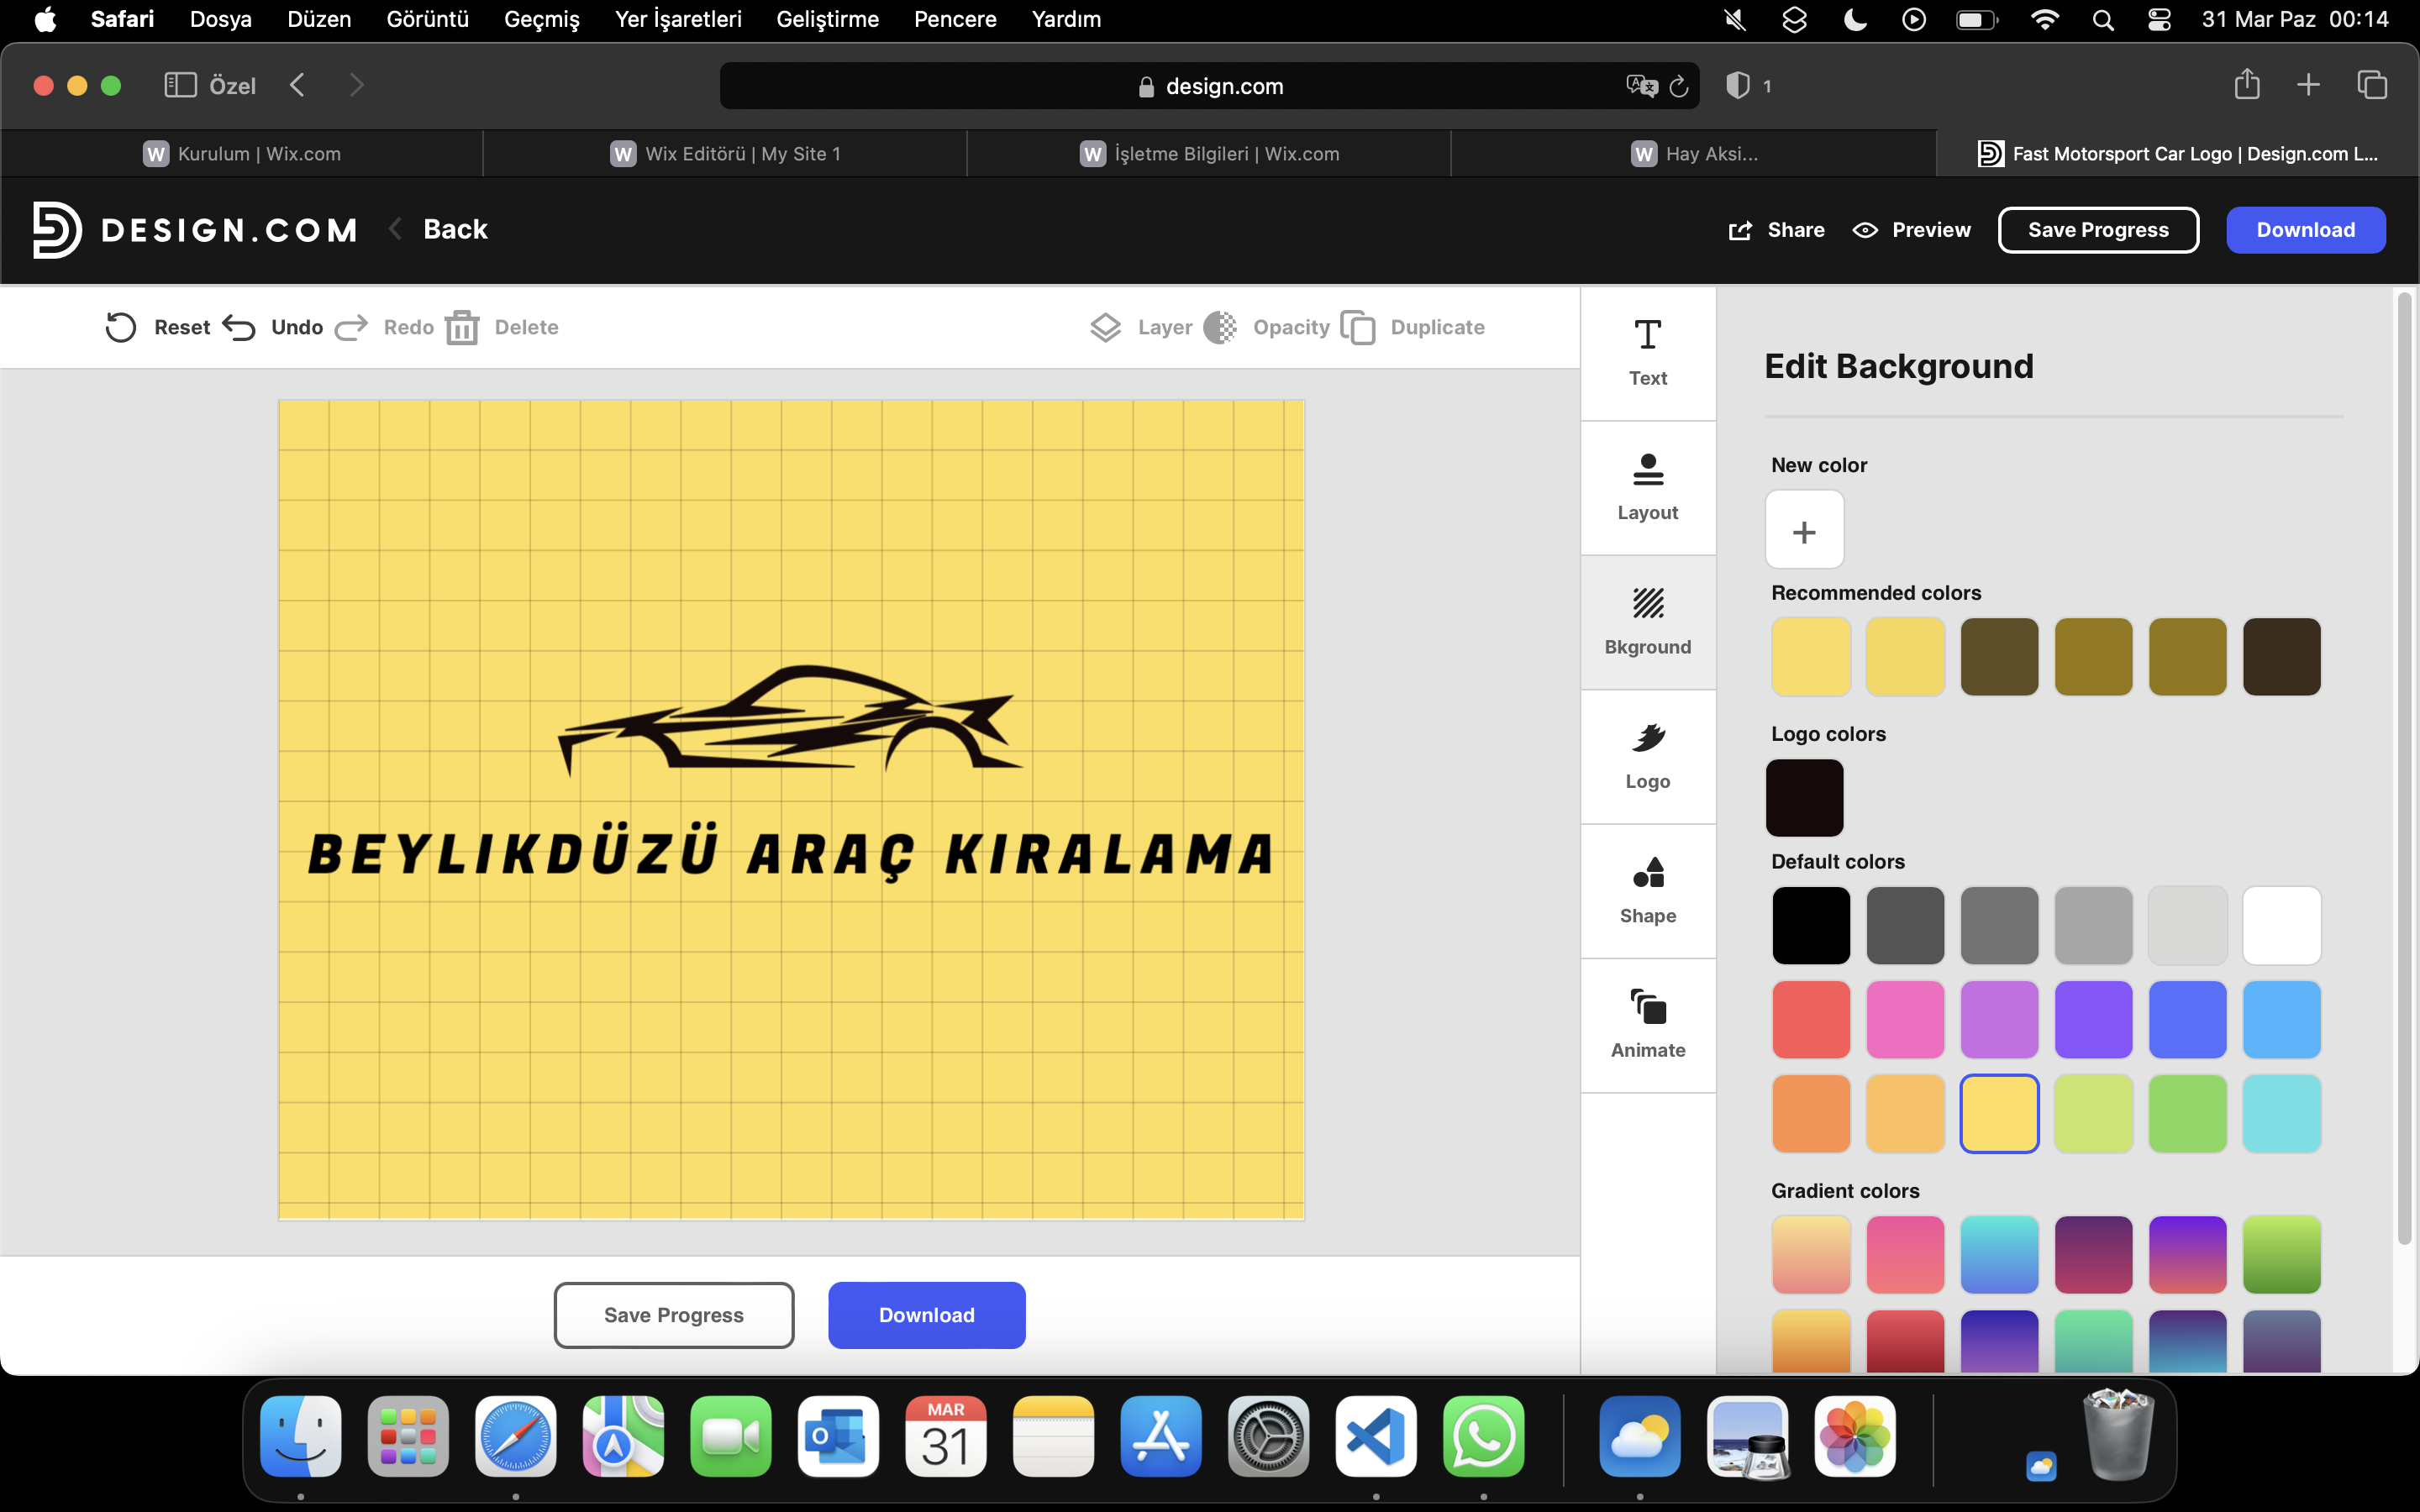 Safari Dosya Düzen Görüntü Geçmiş Yer İşaretleri Geliştirme Pencere Yardım 31 Mar Paz 00:14
Özel design.com 1
W Kurulum | Wix.com W Wix Editörü | My Site 1 W İşletme Bilgileri | Wix.com W Hay Aksi... Fast Motorsport Car Logo | Design.com L...
DESIGN.COM Back Share Preview Save Progress Download
Reset Undo Redo Delete Layer Opacity Duplicate
Text
Layout
Bkground
Logo
Shape
Animate
Edit Background
New color
+
Recommended colors
Logo colors
Default colors
Gradient colors
BEYLIKDÜZÜ ARAÇ KIRALAMA
Save Progress Download
MAR
31